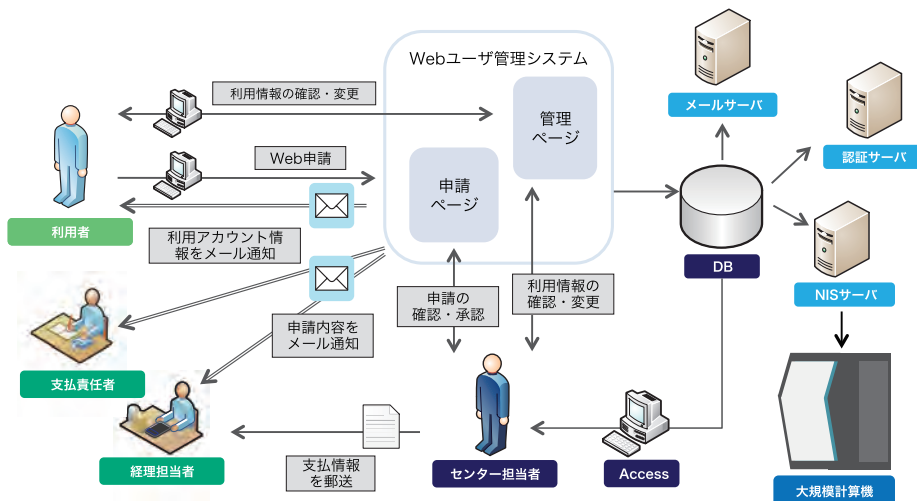 Webユーザ管理システム
利用情報の確認・変更
管理
ページ
Web申請
申請
ページ
メールサーバ
認証サーバ
利用者
利用アカウント情
報をメール通知
DB
NISサーバ
申請の
確認・承認
利用情報の
確認・変更
申請内容を
メール通知
支払責任者
経理担当者
支払情報
を郵送
センター担当者
Access
大規模計算機